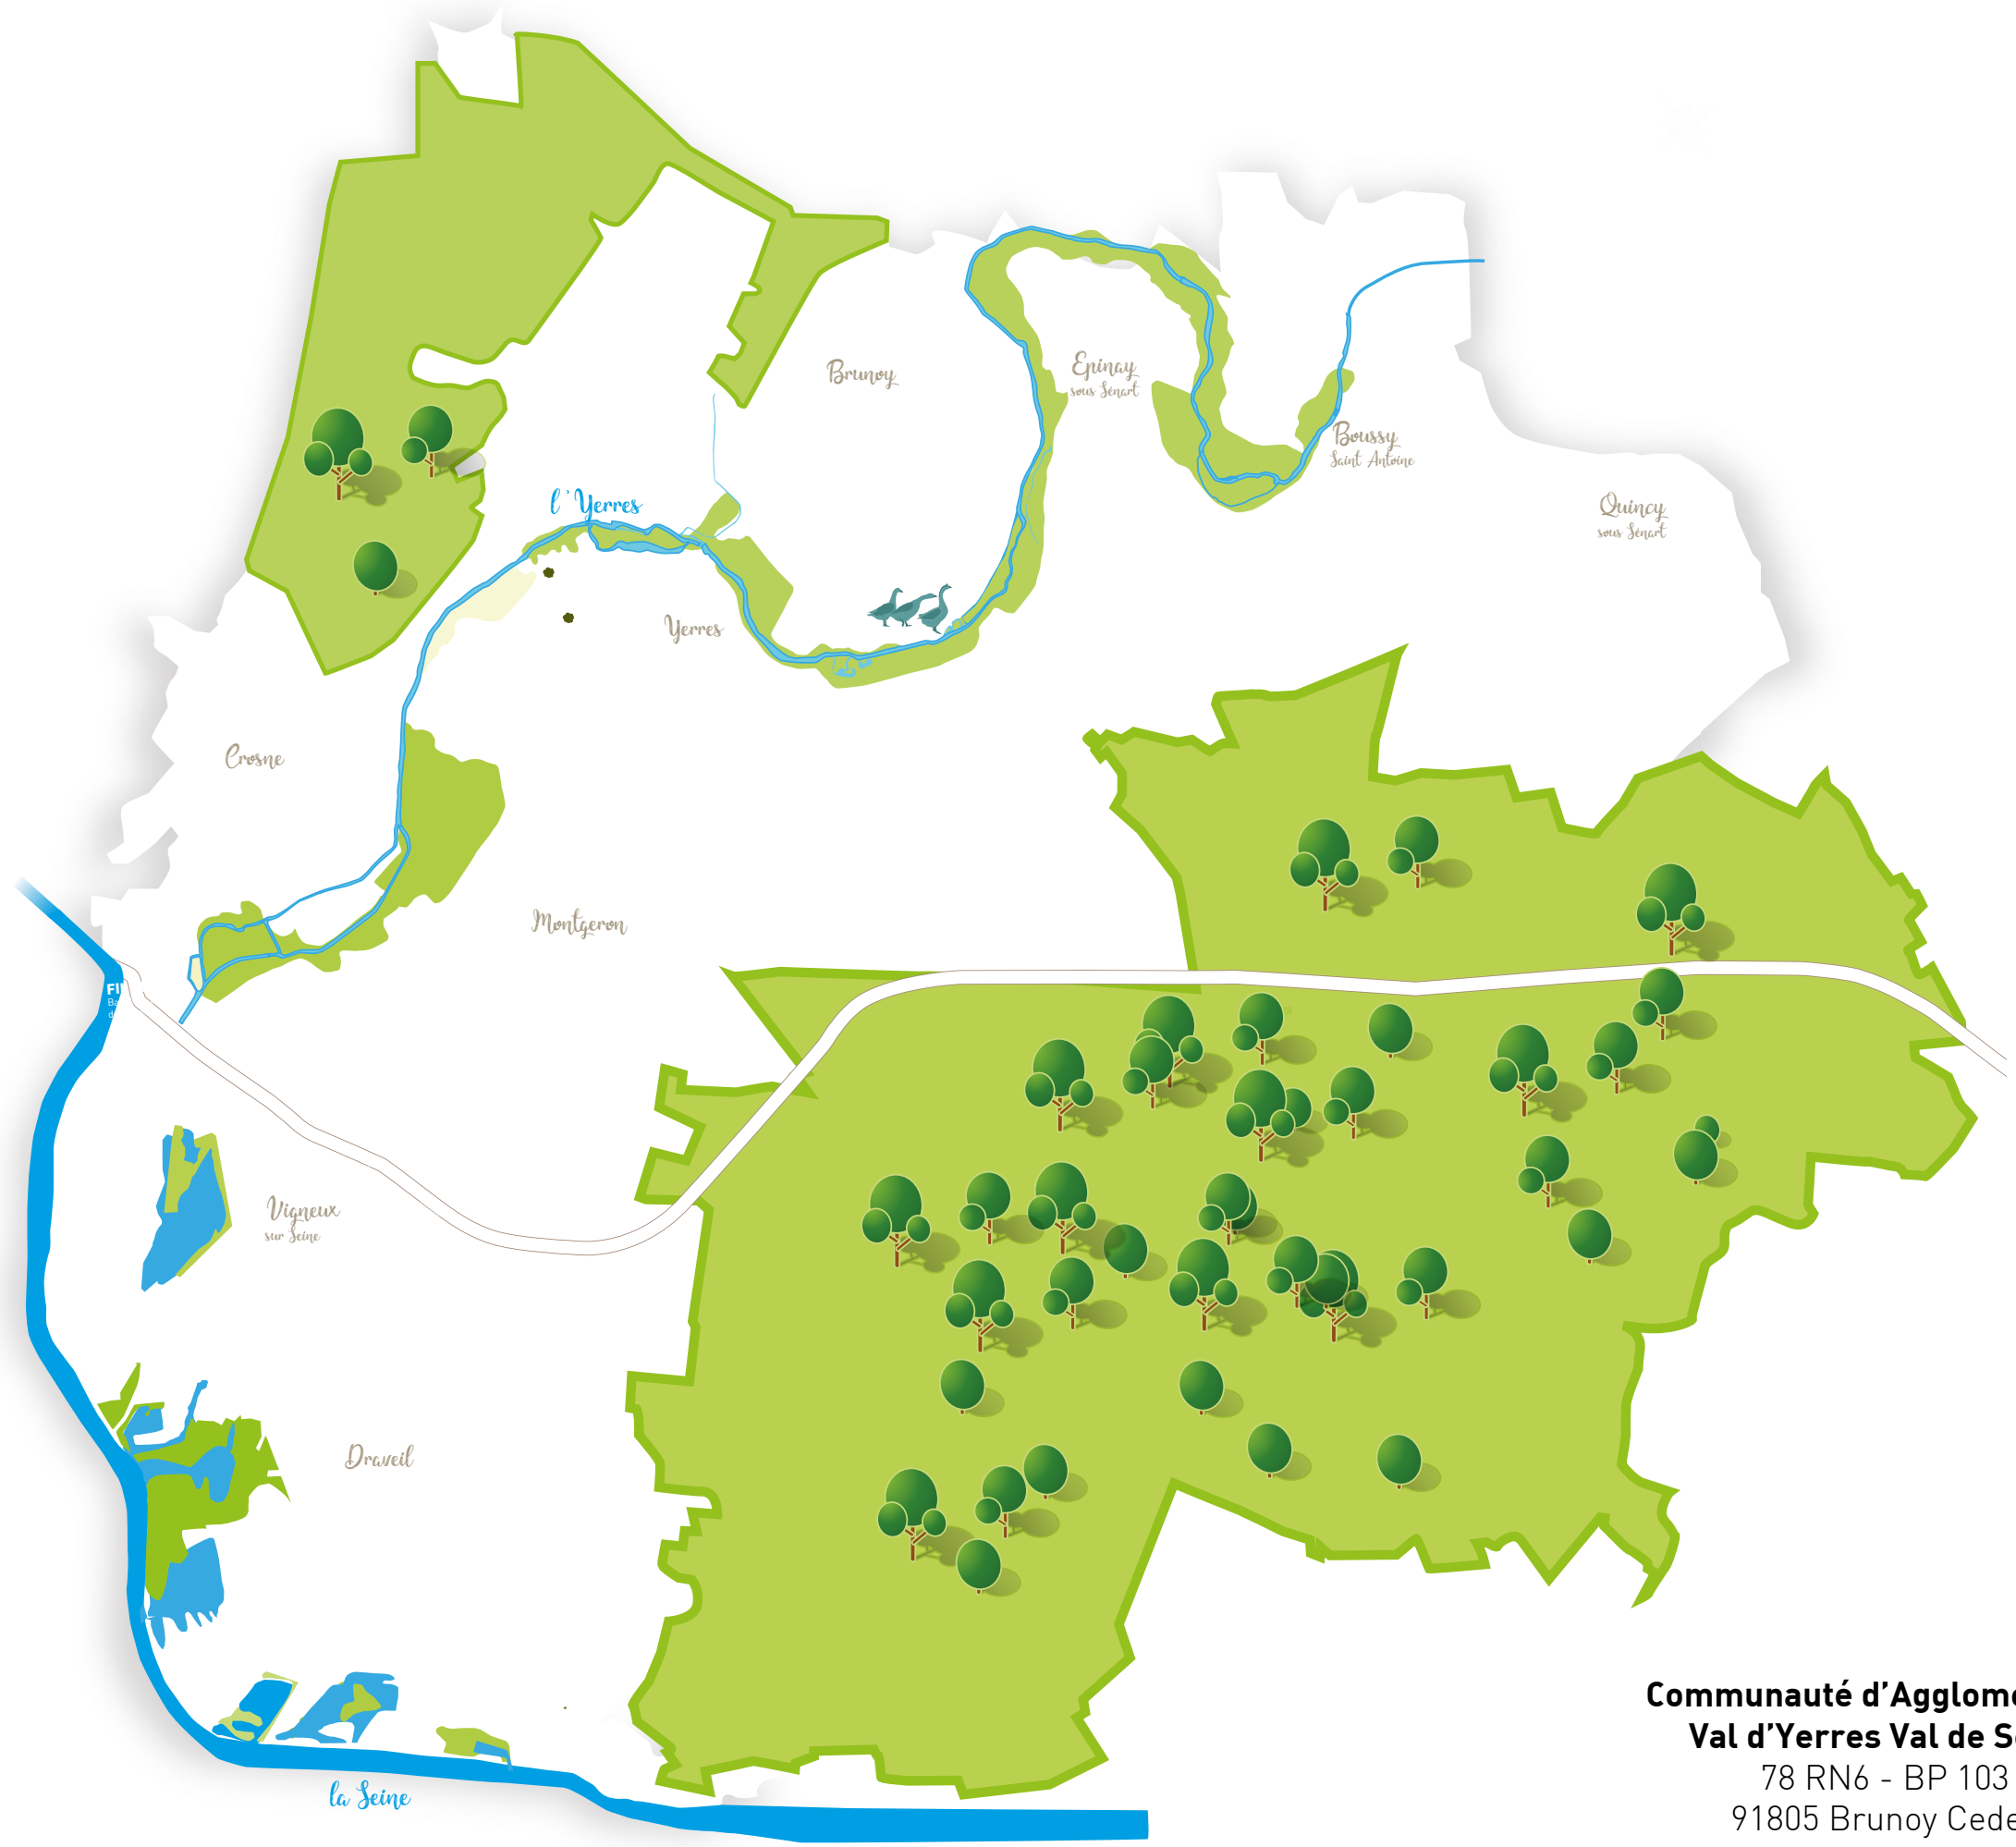 Brunoy
Epinay
sous Sénart
Boussy
Saint Antoine
Quincy
sous Sénart
l'Yerres
Yerres
Crosne
Montgeron
Vigneux
sur Seine
Draveil
la Seine
Communauté d'Agglom
Val d'Yerres Val de S
78 RN6 - BP 103
91805 Brunoy Cede